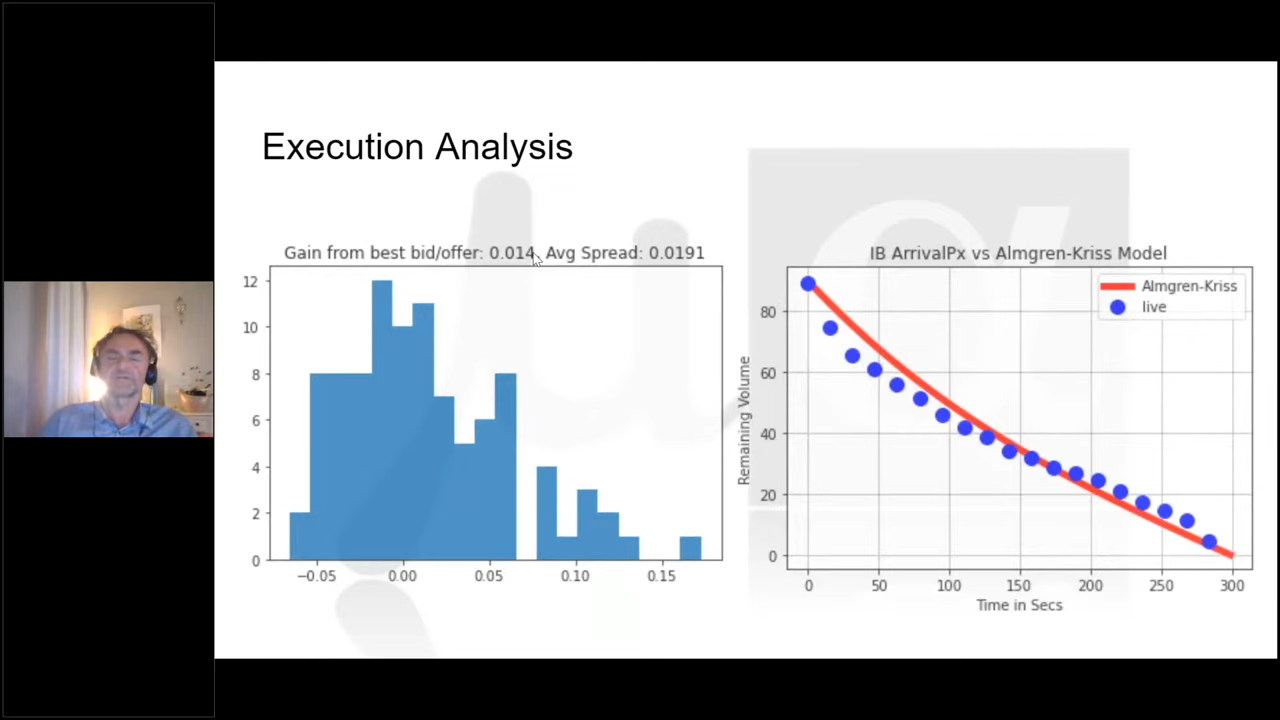 Execution Analysis
Gain from best bid/offer: 0.014, Avg Spread: 0.0191
12
10
8
6
4
2
0
−0.05 0.00 0.05 0.10 0.15
IB ArrivalPx vs Almgren-Kriss Model
Almgren-Kriss
live
Remaining Volume
80
60
40
20
0
0 50 100 150 200 250 300
Time in Secs